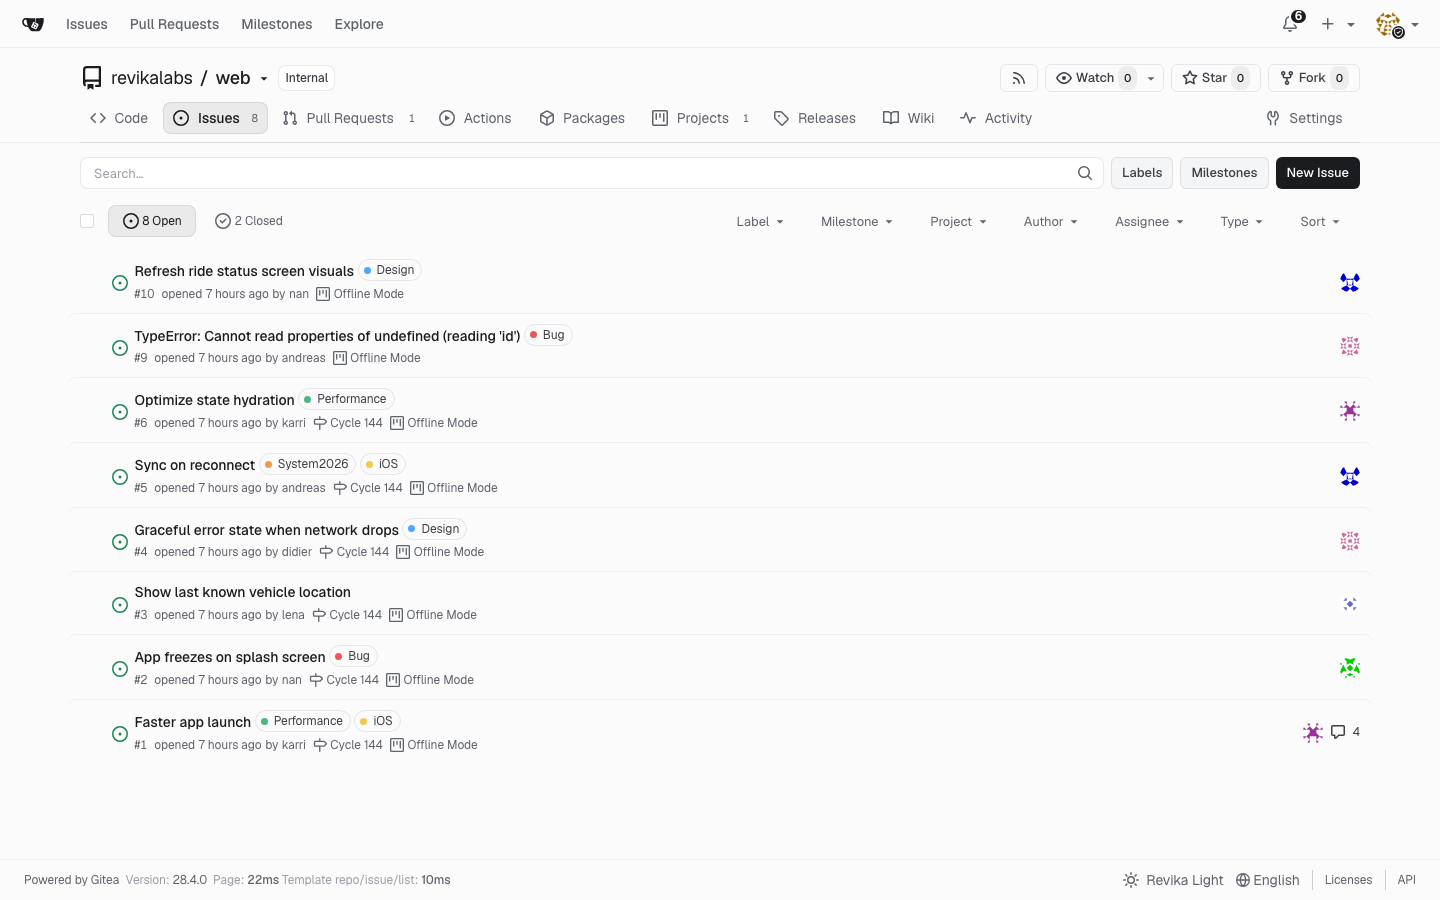 Issues Pull Requests Milestones Explore 6
revikalabs / web Internal Watch 0 Star 0 Fork 0
Code Issues 8 Pull Requests 1 Actions Packages Projects 1 Releases Wiki Activity Settings
Search... Labels Milestones New Issue
8 Open 2 Closed Label Milestone Project Author Assignee Type Sort
Refresh ride status screen visuals Design
#10 opened 7 hours ago by nan Offline Mode
TypeError: Cannot read properties of undefined (reading 'id') Bug
#9 opened 7 hours ago by andreas Offline Mode
Optimize state hydration Performance
#6 opened 7 hours ago by karri Cycle 144 Offline Mode
Sync on reconnect System2026 iOS
#5 opened 7 hours ago by andreas Cycle 144 Offline Mode
Graceful error state when network drops Design
#4 opened 7 hours ago by didier Cycle 144 Offline Mode
Show last known vehicle location
#3 opened 7 hours ago by lena Cycle 144 Offline Mode
App freezes on splash screen Bug
#2 opened 7 hours ago by nan Cycle 144 Offline Mode
Faster app launch Performance iOS
#1 opened 7 hours ago by karri Cycle 144 Offline Mode 4
Powered by Gitea Version: 28.4.0 Page: 22ms Template repo/issue/list: 10ms Revika Light English Licenses API